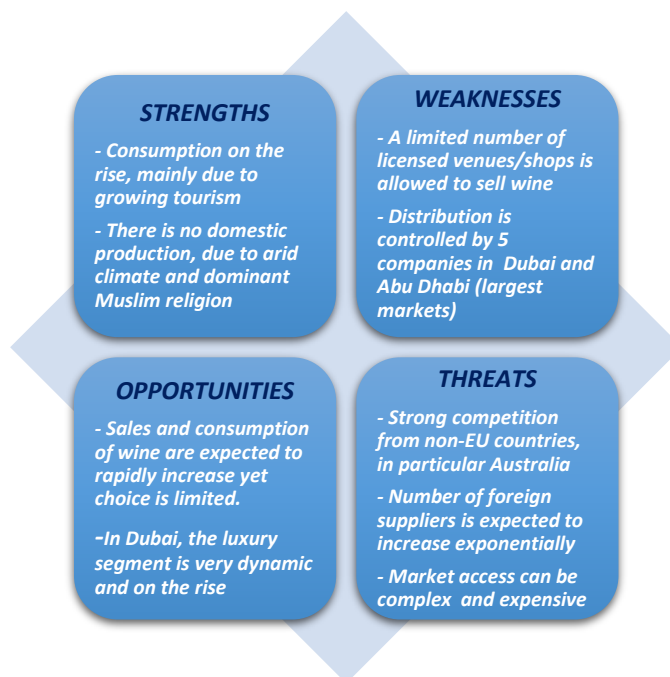 STRENGTHS
- Consumption on the
rise, mainly due to
growing tourism
- There is no domestic
production, due to arid
climate and dominant
Muslim religion
WEAKNESSES
- A limited number of
licensed venues/shops is
allowed to sell wine
- Distribution is
controlled by 5
companies in Dubai and
Abu Dhabi (largest
markets)
OPPORTUNITIES
- Sales and consumption
of wine are expected to
rapidly increase yet
choice is limited.
-In Dubai, the luxury
segment is very dynamic
and on the rise
THREATS
- Strong competition
from non-EU countries,
in particular Australia
- Number of foreign
suppliers is expected to
increase exponentially
- Market access can be
complex and expensive